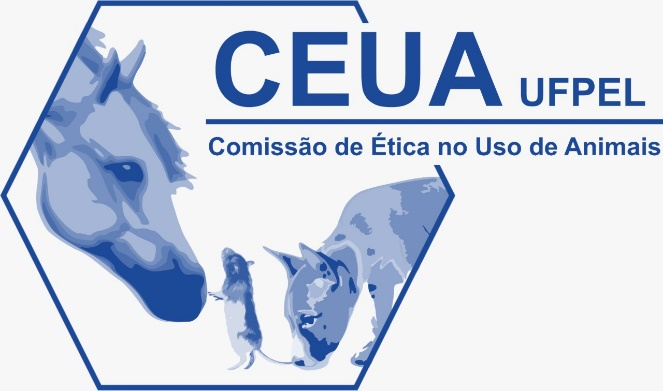 CEUA UFPEL
Comissão de Ética no Uso de Animais